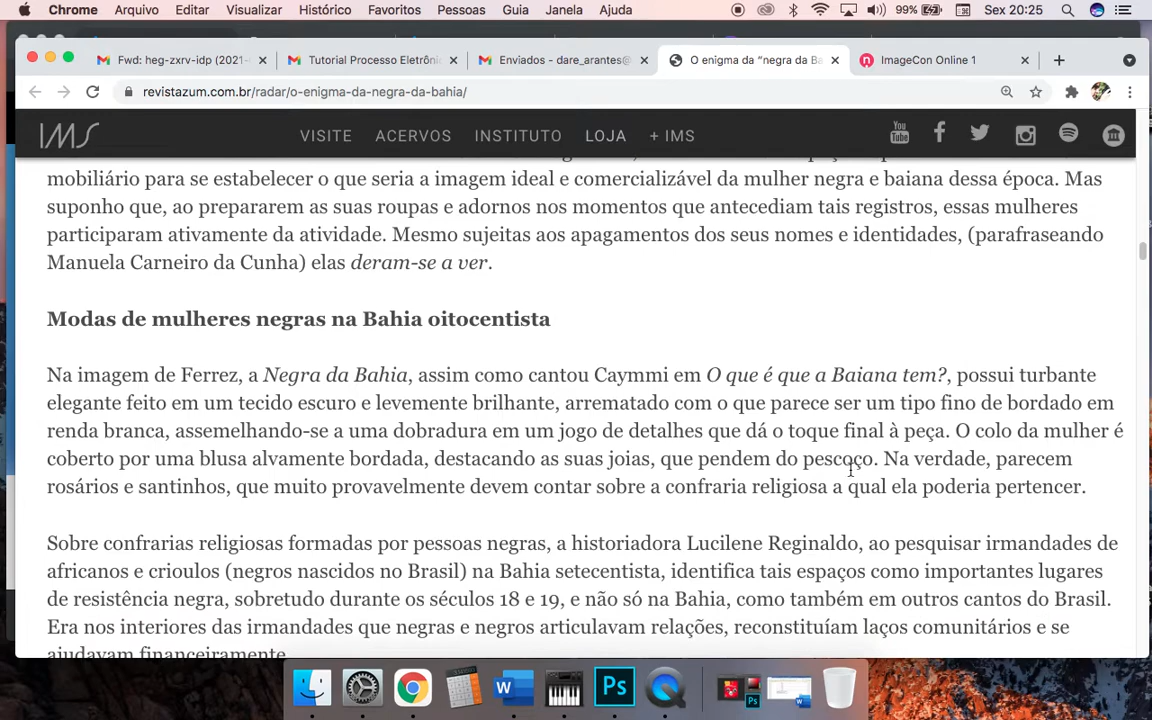 Chrome Arquivo Editar Visualizar Histórico Favoritos Pessoas Guia Janela Ajuda 99% Sex 20:25
Fwd: heg-zxrv-idp (2021- Tutorial Processo Eletrôni Enviados - dare_arantes@ O enigma da “negra da Ba ImageCon Online 1
revistazum.com.br/radar/o-enigma-da-negra-da-bahia/
IMS VISITE ACERVOS INSTITUTO LOJA + IMS You Tube
mobiliário para se estabelecer o que seria a imagem ideal e comercializável da mulher negra e baiana dessa época. Mas
suponho que, ao prepararem as suas roupas e adornos nos momentos que antecediam tais registros, essas mulheres
participaram ativamente da atividade. Mesmo sujeitas aos apagamentos dos seus nomes e identidades, (parafraseando
Manuela Carneiro da Cunha) elas deram-se a ver.
Modas de mulheres negras na Bahia oitocentista
Na imagem de Ferrez, a Negra da Bahia, assim como cantou Caymmi em O que é que a Baiana tem?, possui turbante
elegante feito em um tecido escuro e levemente brilhante, arrematado com o que parece ser um tipo fino de bordado em
renda branca, assemelhando-se a uma dobradura em um jogo de detalhes que dá o toque final à peça. O colo da mulher é
coberto por uma blusa alvamente bordada, destacando as suas joias, que pendem do pescoço. Na verdade, parecem
rosários e santinhos, que muito provavelmente devem contar sobre a confraria religiosa a qual ela poderia pertencer.
Sobre confrarias religiosas formadas por pessoas negras, a historiadora Lucilene Reginaldo, ao pesquisar irmandades de
africanos e crioulos (negros nascidos no Brasil) na Bahia setecentista, identifica tais espaços como importantes lugares
de resistência negra, sobretudo durante os séculos 18 e 19, e não só na Bahia, como também em outros cantos do Brasil.
Era nos interiores das irmandades que negras e negros articulavam relações, reconstituíam laços comunitários e se
ajudavam financeiramente.
W Ps